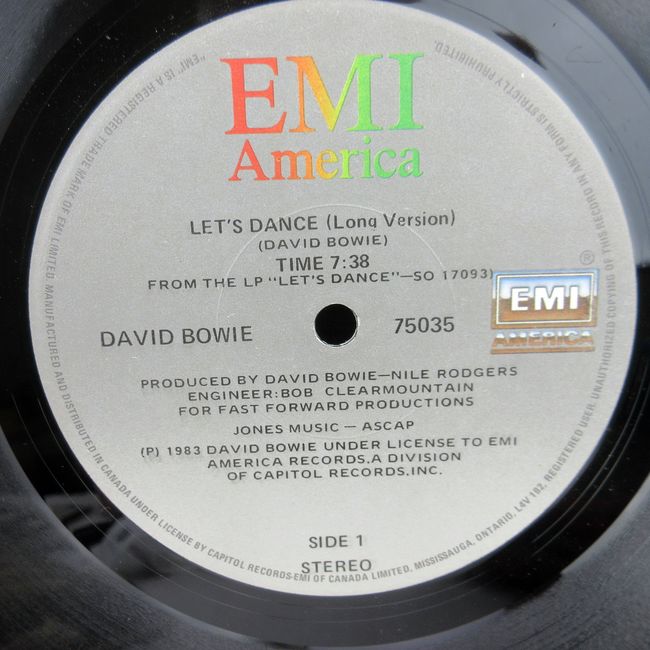 EMI
America
LET'S DANCE (Long Version)
(DAVID BOWIE)
TIME 7:38
FROM THE LP "LET'S DANCE"—SO 17093)
DAVID BOWIE
75035
®
EMI
AMERICA
PRODUCED BY DAVID BOWIE—NILE RODGERS
ENGINEER:BOB CLEARMOUNTAIN
FOR FAST FORWARD PRODUCTIONS
JONES MUSIC — ASCAP
(P) 1983 DAVID BOWIE UNDER LICENSE TO EMI
AMERICA RECORDS,A DIVISION
OF CAPITOL RECORDS,INC.
SIDE 1
STEREO
"EMI" IS A REGISTERED TRADE MARK OF EMI LIMITED. MANUFACTURED AND DISTRIBUTED IN CANADA UNDER LICENSE BY CAPITOL RECORDS-EMI OF CANADA LIMITED. MISSISSAUGA, ONTARIO, L4V 1B2, REGISTERED USER. UNAUTHORIZED COPYING OF THIS RECORD IN ANY FORM IS STRICTLY PROHIBITED.